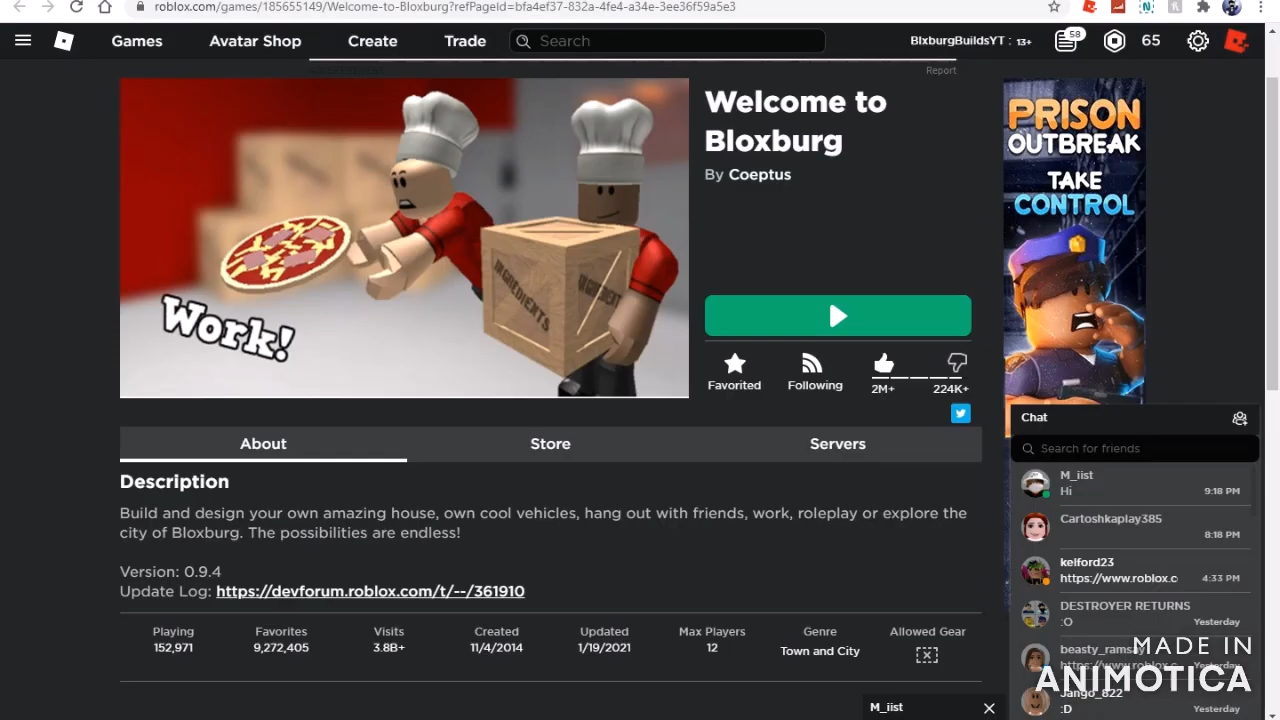 roblox.com/games/185655149/Welcome-to-Bloxburg?refPageId=bfa4ef37-832a-4fe4-a34e-3ee36f59a5e3
Games
Avatar Shop
Create
Trade
Search
BlxburgBuildsYT : 13+
58
65
Report
Work!
INGREDIENTS
Welcome to
Bloxburg
By Coeptus
Favorited
Following
2M+
224K+
PRISON
OUTBREAK
TAKE
CONTROL
About
Store
Servers
Description
Build and design your own amazing house, own cool vehicles, hang out with friends, work, roleplay or explore the
city of Bloxburg. The possibilities are endless!
Version: 0.9.4
Update Log: https://devforum.roblox.com/t/--/361910
Playing
152,971
Favorites
9,272,405
Visits
3.8B+
Created
11/4/2014
Updated
1/19/2021
Max Players
12
Genre
Town and City
Allowed Gear
Chat
Search for friends
M_iist
Hi
9:18 PM
Cartoshkaplay385
8:18 PM
kelford23
https://www.roblox.c
4:33 PM
DESTROYER RETURNS
:O
Yesterday
beasty_ramsay
https://www.roblox.c
Yesterday
Jango_822
:D
Yesterday
MADE IN
ANIMOTICA
M_iist